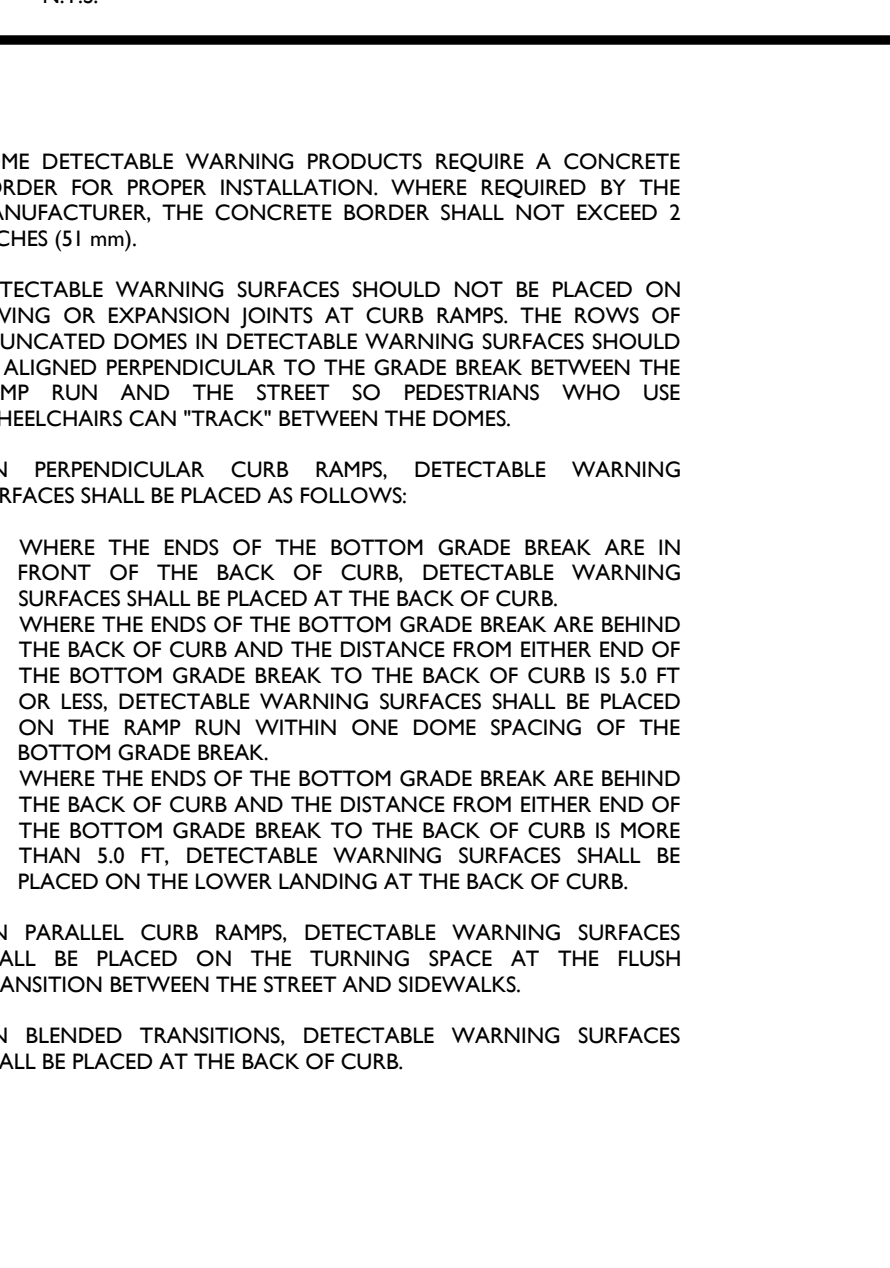 N.T.S.
ME DETECTABLE WARNING PRODUCTS REQUIRE A CONCRETE
RDER FOR PROPER INSTALLATION. WHERE REQUIRED BY THE
ANUFACTURER, THE CONCRETE BORDER SHALL NOT EXCEED 2
CHES (51 mm).
TECTABLE WARNING SURFACES SHOULD NOT BE PLACED ON
VING OR EXPANSION JOINTS AT CURB RAMPS. THE ROWS OF
UNCATED DOMES IN DETECTABLE WARNING SURFACES SHOULD
ALIGNED PERPENDICULAR TO THE GRADE BREAK BETWEEN THE
MP RUN AND THE STREET SO PEDESTRIANS WHO USE
HEELCHAIRS CAN "TRACK" BETWEEN THE DOMES.
N PERPENDICULAR CURB RAMPS, DETECTABLE WARNING
RFACES SHALL BE PLACED AS FOLLOWS:
WHERE THE ENDS OF THE BOTTOM GRADE BREAK ARE IN
FRONT OF THE BACK OF CURB, DETECTABLE WARNING
SURFACES SHALL BE PLACED AT THE BACK OF CURB.
WHERE THE ENDS OF THE BOTTOM GRADE BREAK ARE BEHIND
THE BACK OF CURB AND THE DISTANCE FROM EITHER END OF
THE BOTTOM GRADE BREAK TO THE BACK OF CURB IS 5.0 FT
OR LESS, DETECTABLE WARNING SURFACES SHALL BE PLACED
ON THE RAMP RUN WITHIN ONE DOME SPACING OF THE
BOTTOM GRADE BREAK.
WHERE THE ENDS OF THE BOTTOM GRADE BREAK ARE BEHIND
THE BACK OF CURB AND THE DISTANCE FROM EITHER END OF
THE BOTTOM GRADE BREAK TO THE BACK OF CURB IS MORE
THAN 5.0 FT, DETECTABLE WARNING SURFACES SHALL BE
PLACED ON THE LOWER LANDING AT THE BACK OF CURB.
N PARALLEL CURB RAMPS, DETECTABLE WARNING SURFACES
ALL BE PLACED ON THE TURNING SPACE AT THE FLUSH
ANSITION BETWEEN THE STREET AND SIDEWALKS.
N BLENDED TRANSITIONS, DETECTABLE WARNING SURFACES
ALL BE PLACED AT THE BACK OF CURB.